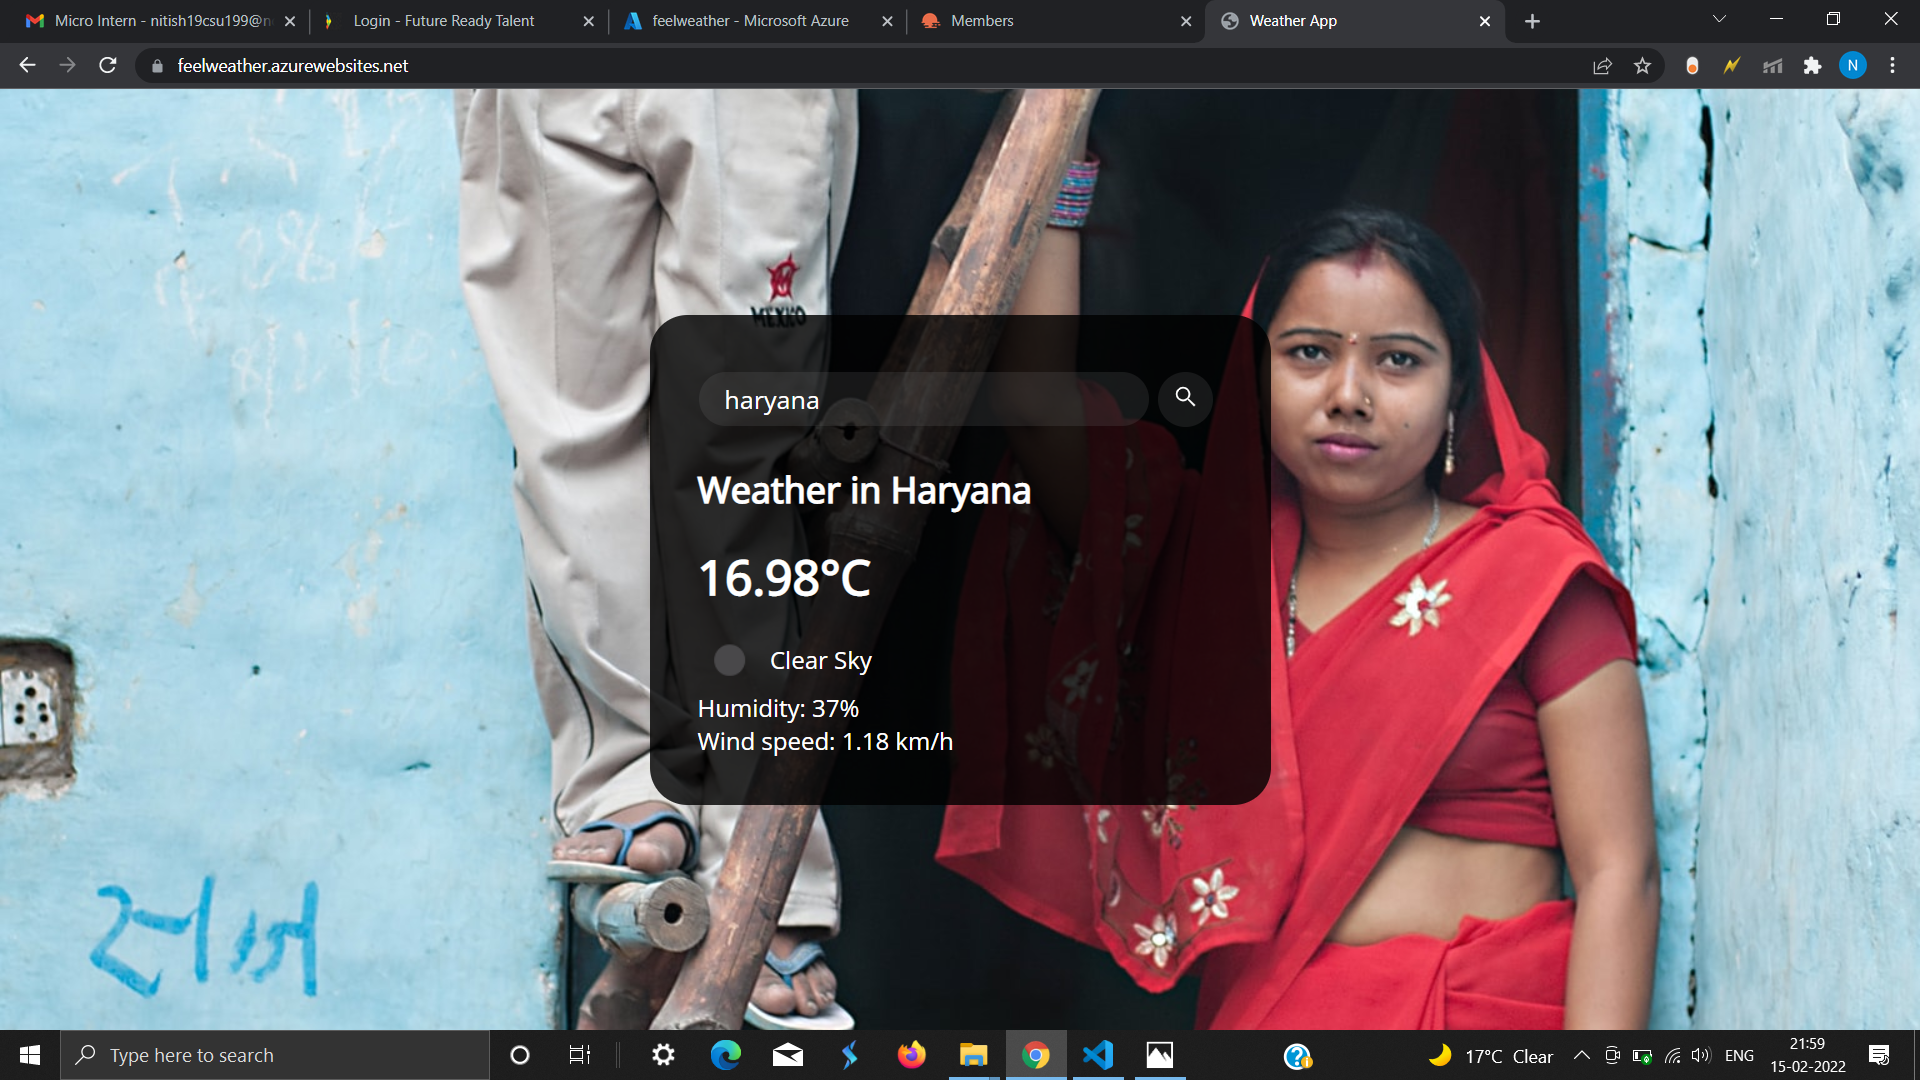 Micro Intern - nitish19csu199@n
Login - Future Ready Talent
feelweather - Microsoft Azure
Members
Weather App
feelweather.azurewebsites.net
N
MEXICO
haryana
Weather in Haryana
16.98°C
Clear Sky
Humidity: 37%
Wind speed: 1.18 km/h
Type here to search
17°C Clear
ENG
21:59
15-02-2022